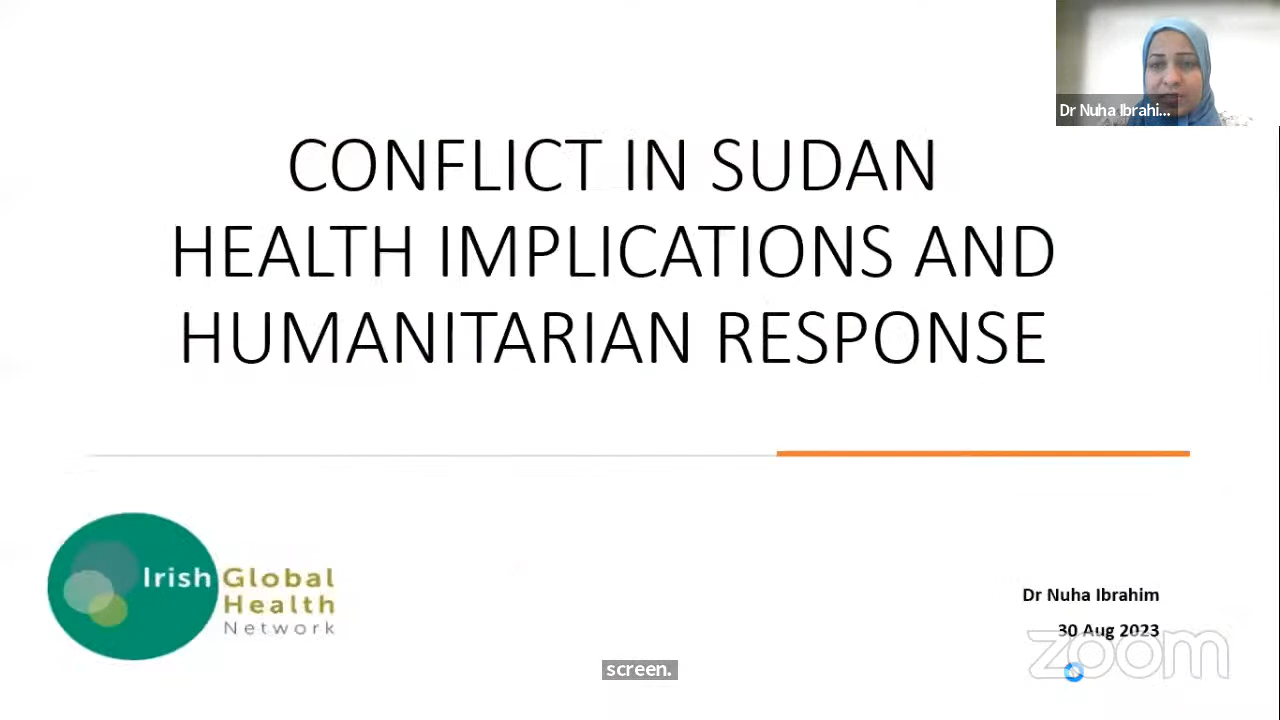 Dr Nuha Ibrahi...
CONFLICT IN SUDAN
HEALTH IMPLICATIONS AND
HUMANITARIAN RESPONSE
Irish Global
Health
Network
Dr Nuha Ibrahim
30 Aug 2023
zoom
screen.